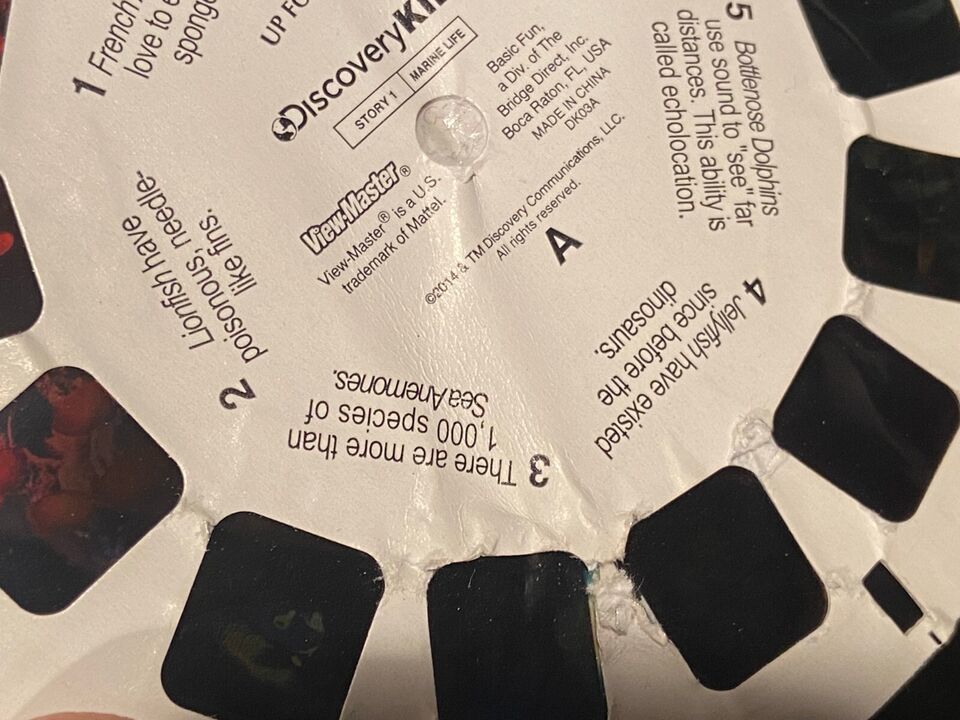 1 French
love to e
sponge
UP FO
DiscoveryKI
STORY 1 MARINE LIFE
Basic Fun,
a Div. of The
Bridge Direct, Inc.
Boca Raton, FL, USA
MADE IN CHINA
DK03A
View-Master®
View-Master® is a U.S.
trademark of Mattel.
©2014 & TM Discovery Communications, LLC.
All rights reserved.
A
2 Lionfish have
poisonous, needle-
like fins.
3 There are more than
1,000 species of
Sea Anemones.
4 Jellyfish have existed
since before the
dinosaurs.
5 Bottlenose Dolphins
use sound to "see" far
distances. This ability is
called echolocation.